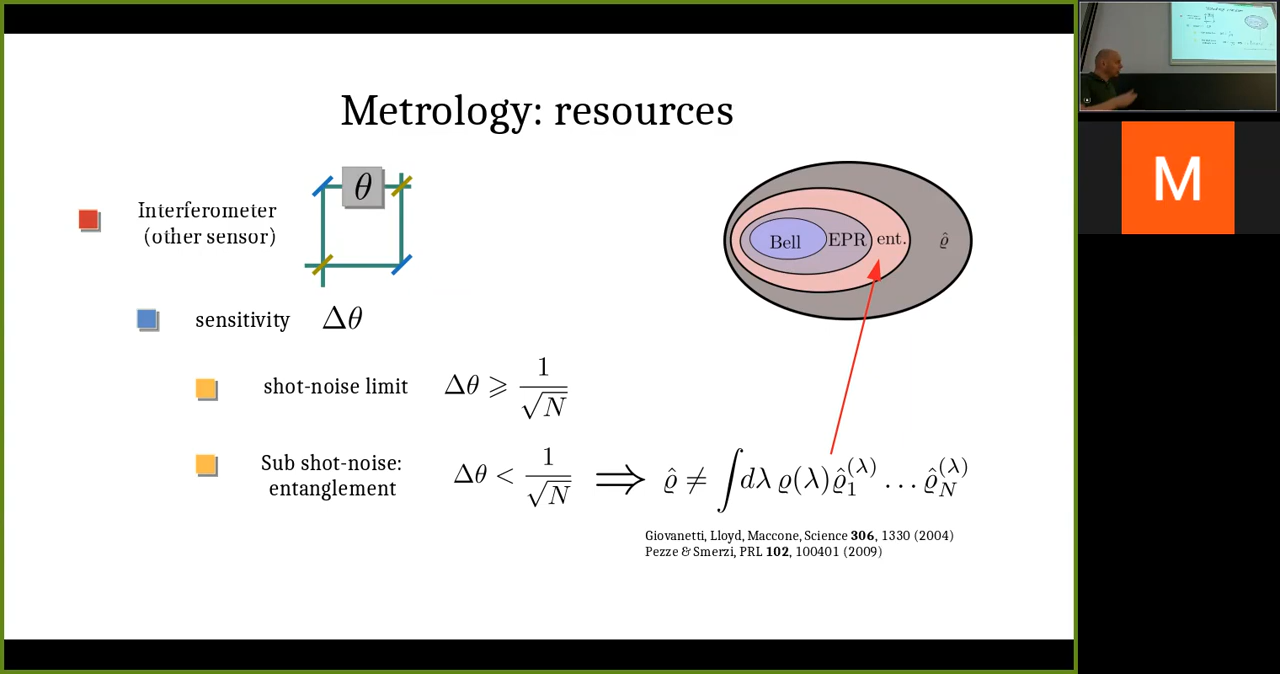 Metrology: resources
Interferometer
(other sensor)
θ
Bell EPR ent. ϱ̂
sensitivity Δθ
shot-noise limit Δθ ⩾ 1/√N
Sub shot-noise:
entanglement
Δθ < 1/√N ⟹ ϱ̂ ≠ ∫dλ ϱ(λ)ϱ̂₁^(λ) … ϱ̂_N^(λ)
Giovanetti, Lloyd, Maccone, Science 306, 1330 (2004)
Pezze & Smerzi, PRL 102, 100401 (2009)
M